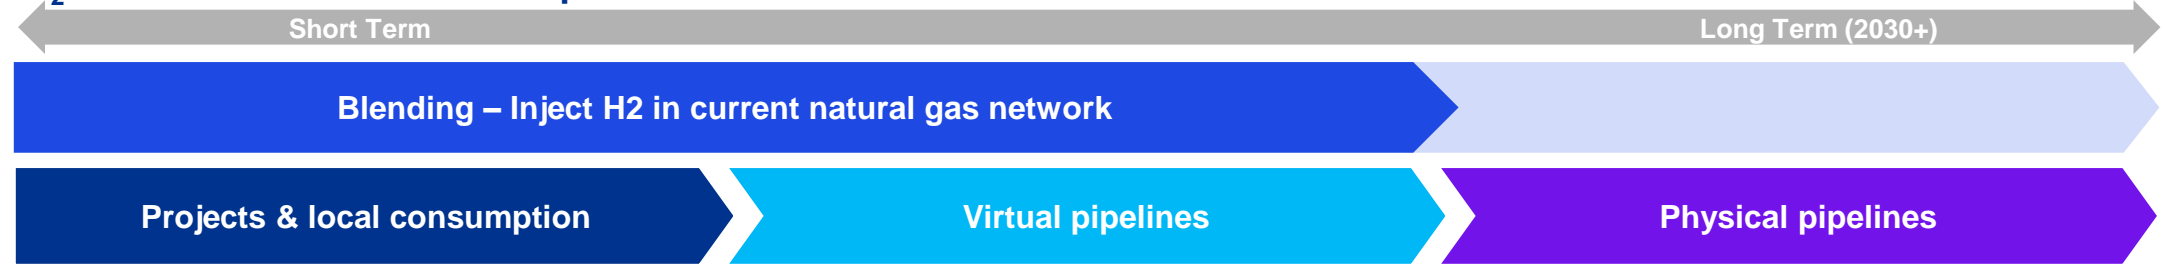 2
Short Term
Long Term (2030+)
Blending – Inject H2 in current natural gas network
Projects & local consumption
Virtual pipelines
Physical pipelines